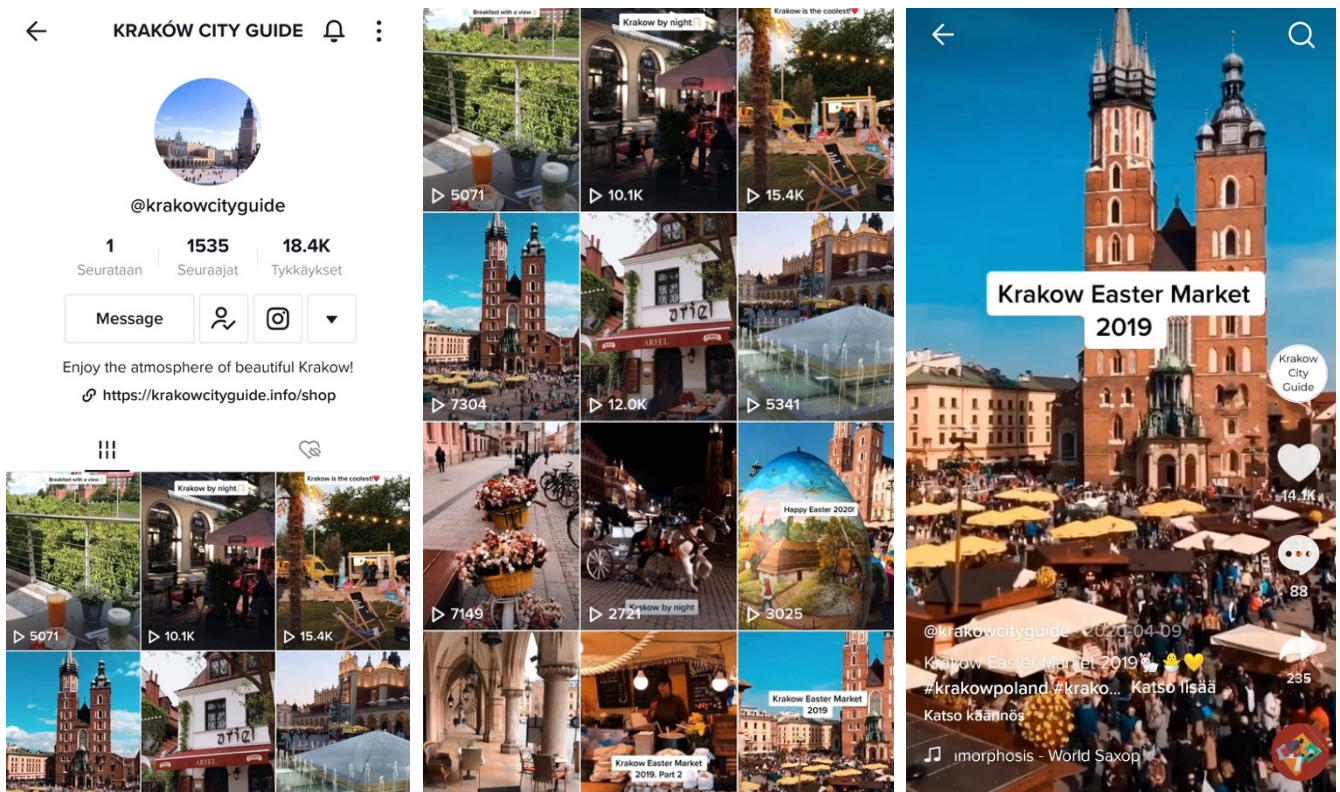 KRAKÓW CITY GUIDE
@krakowcityguide
1 1535 18.4K
Seurataan Seuraajat Tykkäykset
Message
Enjoy the atmosphere of beautiful Krakow!
https://krakowcityguide.info/shop
Breakfast with a view
Krakow by night
Krakow is the coolest!❤️
5071 10.1K 15.4K
ariel
ARIEL
Breakfast with a view
Krakow by night
Krakow is the coolest!❤️
5071 10.1K 15.4K
ariel
ARIEL
7304 12.0K 5341
Happy Easter 2020!
7149 2721 3025
Krakow by night
Krakow Easter Market
2019
Krakow Easter Market
2019. Part 2
Krakow Easter Market
2019
Krakow
City
Guide
14.1K
88
@krakowcityguide · 2020-04-09
Krakow Easter Market 2019🐰🐣💛
#krakowpoland #krako... Katso lisää
235
Katso käännös
morphosis - World Saxop